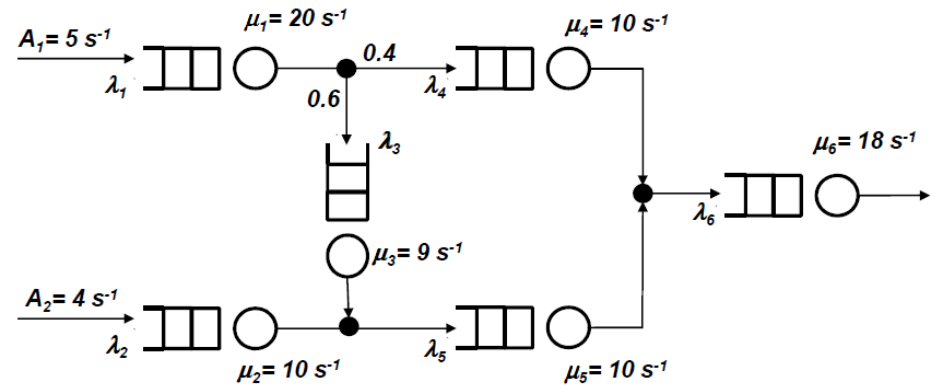 A₁= 5 s⁻¹
μ₁= 20 s⁻¹
0.4
μ₄= 10 s⁻¹
λ₁
0.6
λ₄
λ₃
μ₆= 18 s⁻¹
λ₆
μ₃= 9 s⁻¹
A₂= 4 s⁻¹
λ₂
λ₅
μ₂= 10 s⁻¹
μ₅= 10 s⁻¹